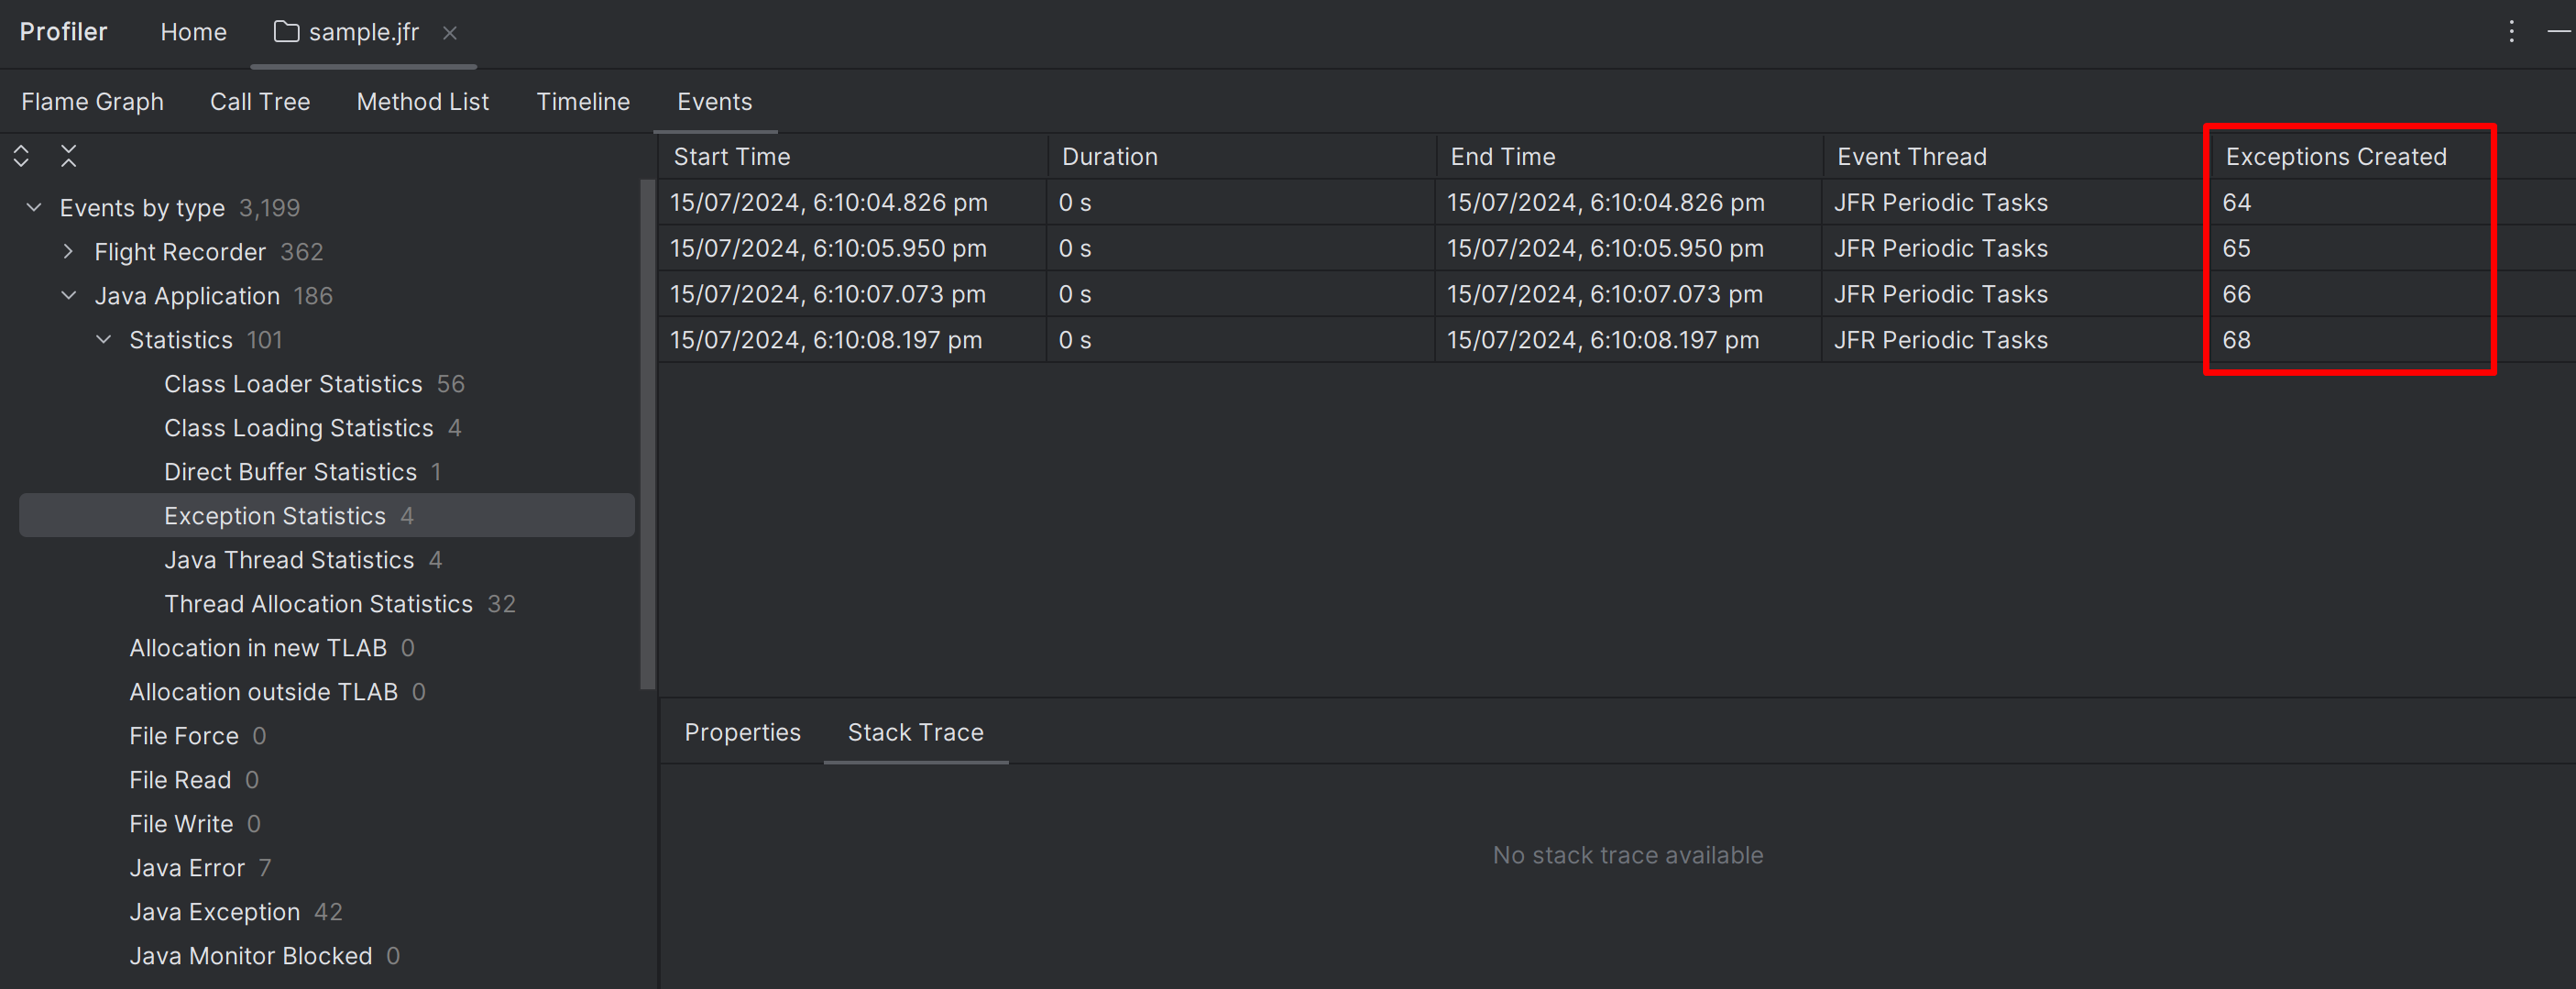 Profiler Home sample.jfr
Flame Graph Call Tree Method List Timeline Events
Events by type 3,199
Flight Recorder 362
Java Application 186
Statistics 101
Class Loader Statistics 56
Class Loading Statistics 4
Direct Buffer Statistics 1
Exception Statistics 4
Java Thread Statistics 4
Thread Allocation Statistics 32
Allocation in new TLAB 0
Allocation outside TLAB 0
File Force 0
File Read 0
File Write 0
Java Error 7
Java Exception 42
Java Monitor Blocked 0
Start Time Duration End Time Event Thread Exceptions Created
15/07/2024, 6:10:04.826 pm 0 s 15/07/2024, 6:10:04.826 pm JFR Periodic Tasks 64
15/07/2024, 6:10:05.950 pm 0 s 15/07/2024, 6:10:05.950 pm JFR Periodic Tasks 65
15/07/2024, 6:10:07.073 pm 0 s 15/07/2024, 6:10:07.073 pm JFR Periodic Tasks 66
15/07/2024, 6:10:08.197 pm 0 s 15/07/2024, 6:10:08.197 pm JFR Periodic Tasks 68
Properties Stack Trace
No stack trace available